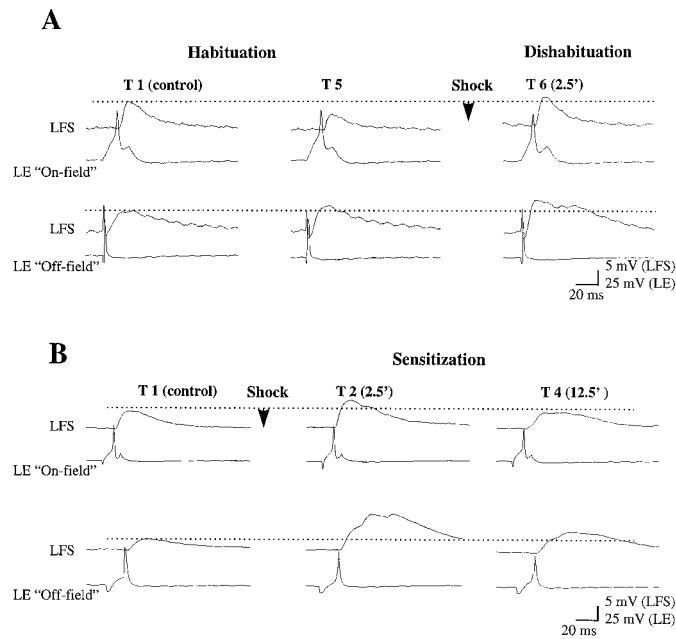 A
Habituation
Dishabituation
T 1 (control)
T 5
Shock
T 6 (2.5')
LFS
LE "On-field"
LFS
LE "Off-field"
5 mV (LFS)
25 mV (LE)
20 ms
B
Sensitization
T 1 (control)
Shock
T 2 (2.5')
T 4 (12.5' )
LFS
LE "On-field"
LFS
LE "Off-field"
5 mV (LFS)
25 mV (LE)
20 ms